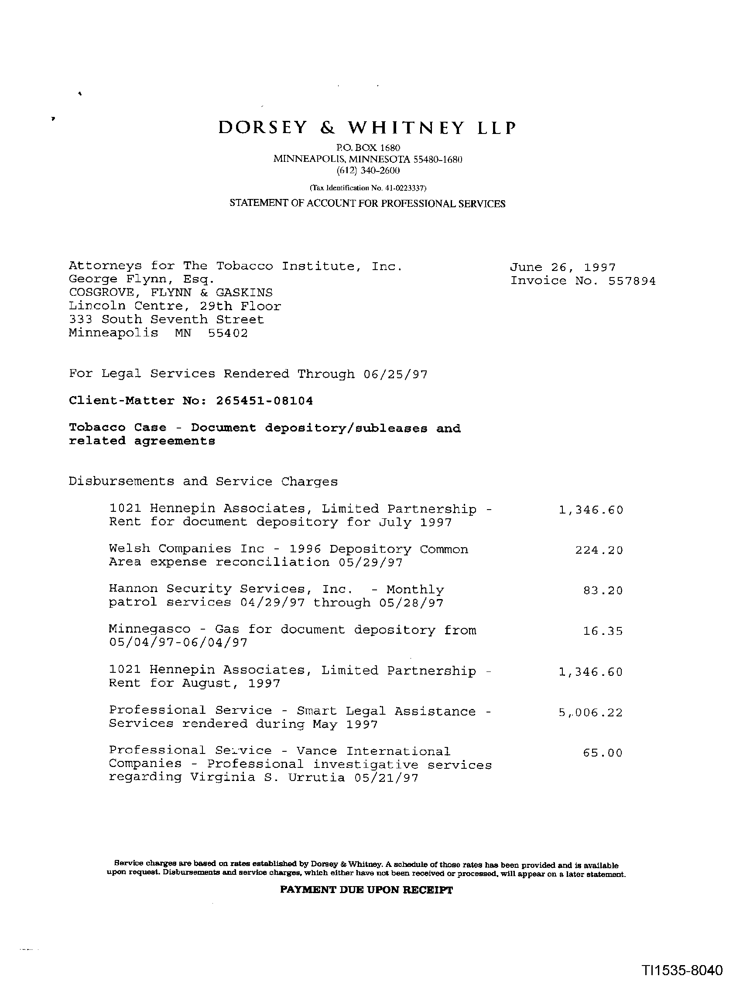 DORSEY & WHITNEY LLP
P.O. BOX 1680
MINNEAPOLIS, MINNESOTA 55480-1680
(612) 340-2600
(Tax Identification No. 41-0223337)
STATEMENT OF ACCOUNT FOR PROFESSIONAL SERVICES
Attorneys for The Tobacco Institute, Inc. June 26, 1997
George Flynn, Esq. Invoice No. 557894
COSGROVE, FLYNN & GASKINS
Lincoln Centre, 29th Floor
333 South Seventh Street
Minneapolis MN 55402
For Legal Services Rendered Through 06/25/97
Client-Matter No: 265451-08104
Tobacco Case - Document depository/subleases and
related agreements
Disbursements and Service Charges
1021 Hennepin Associates, Limited Partnership - 1,346.60
Rent for document depository for July 1997
Welsh Companies Inc - 1996 Depository Common 224.20
Area expense reconciliation 05/29/97
Hannon Security Services, Inc. - Monthly 83.20
patrol services 04/29/97 through 05/28/97
Minnegasco - Gas for document depository from 16.35
05/04/97-06/04/97
1021 Hennepin Associates, Limited Partnership - 1,346.60
Rent for August, 1997
Professional Service - Smart Legal Assistance - 5,006.22
Services rendered during May 1997
Professional Service - Vance International 65.00
Companies - Professional investigative services
regarding Virginia S. Urrutia 05/21/97
Service charges are based on rates established by Dorsey & Whitney. A schedule of those rates has been provided and is available
upon request. Disbursements and service charges, which either have not been received or processed, will appear on a later statement.
PAYMENT DUE UPON RECEIPT
TI1535-8040